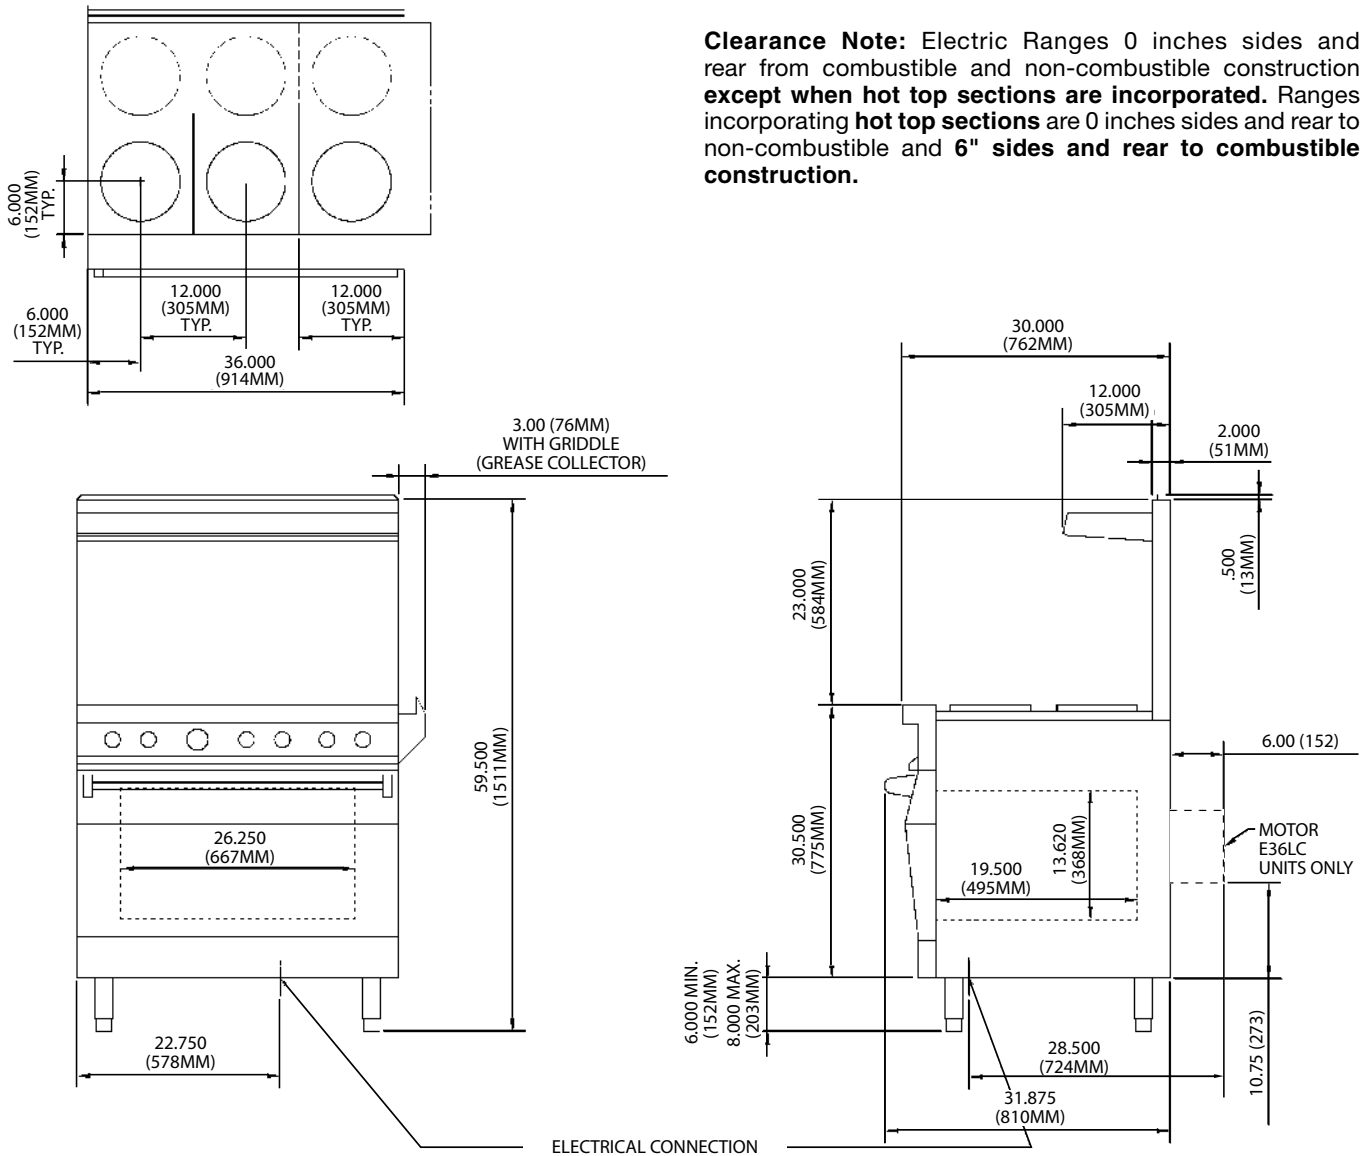 Clearance Note: Electric Ranges 0 inches sides and
rear from combustible and non-combustible construction
except when hot top sections are incorporated. Ranges
incorporating hot top sections are 0 inches sides and rear to
non-combustible and 6" sides and rear to combustible
construction.
6.000
(152MM)
TYP.
12.000
(305MM)
TYP.
12.000
(305MM)
TYP.
6.000
(152MM)
TYP.
36.000
(914MM)
3.00 (76MM)
WITH GRIDDLE
(GREASE COLLECTOR)
59.500
(1511MM)
26.250
(667MM)
22.750
(578MM)
30.000
(762MM)
12.000
(305MM)
2.000
(51MM)
.500
(13MM)
23.000
(584MM)
6.00 (152)
30.500
(775MM)
13.620
(368MM)
19.500
(495MM)
MOTOR
E36LC
UNITS ONLY
6.000 MIN.
(152MM)
8.000 MAX.
(203MM)
10.75 (273)
28.500
(724MM)
31.875
(810MM)
ELECTRICAL CONNECTION